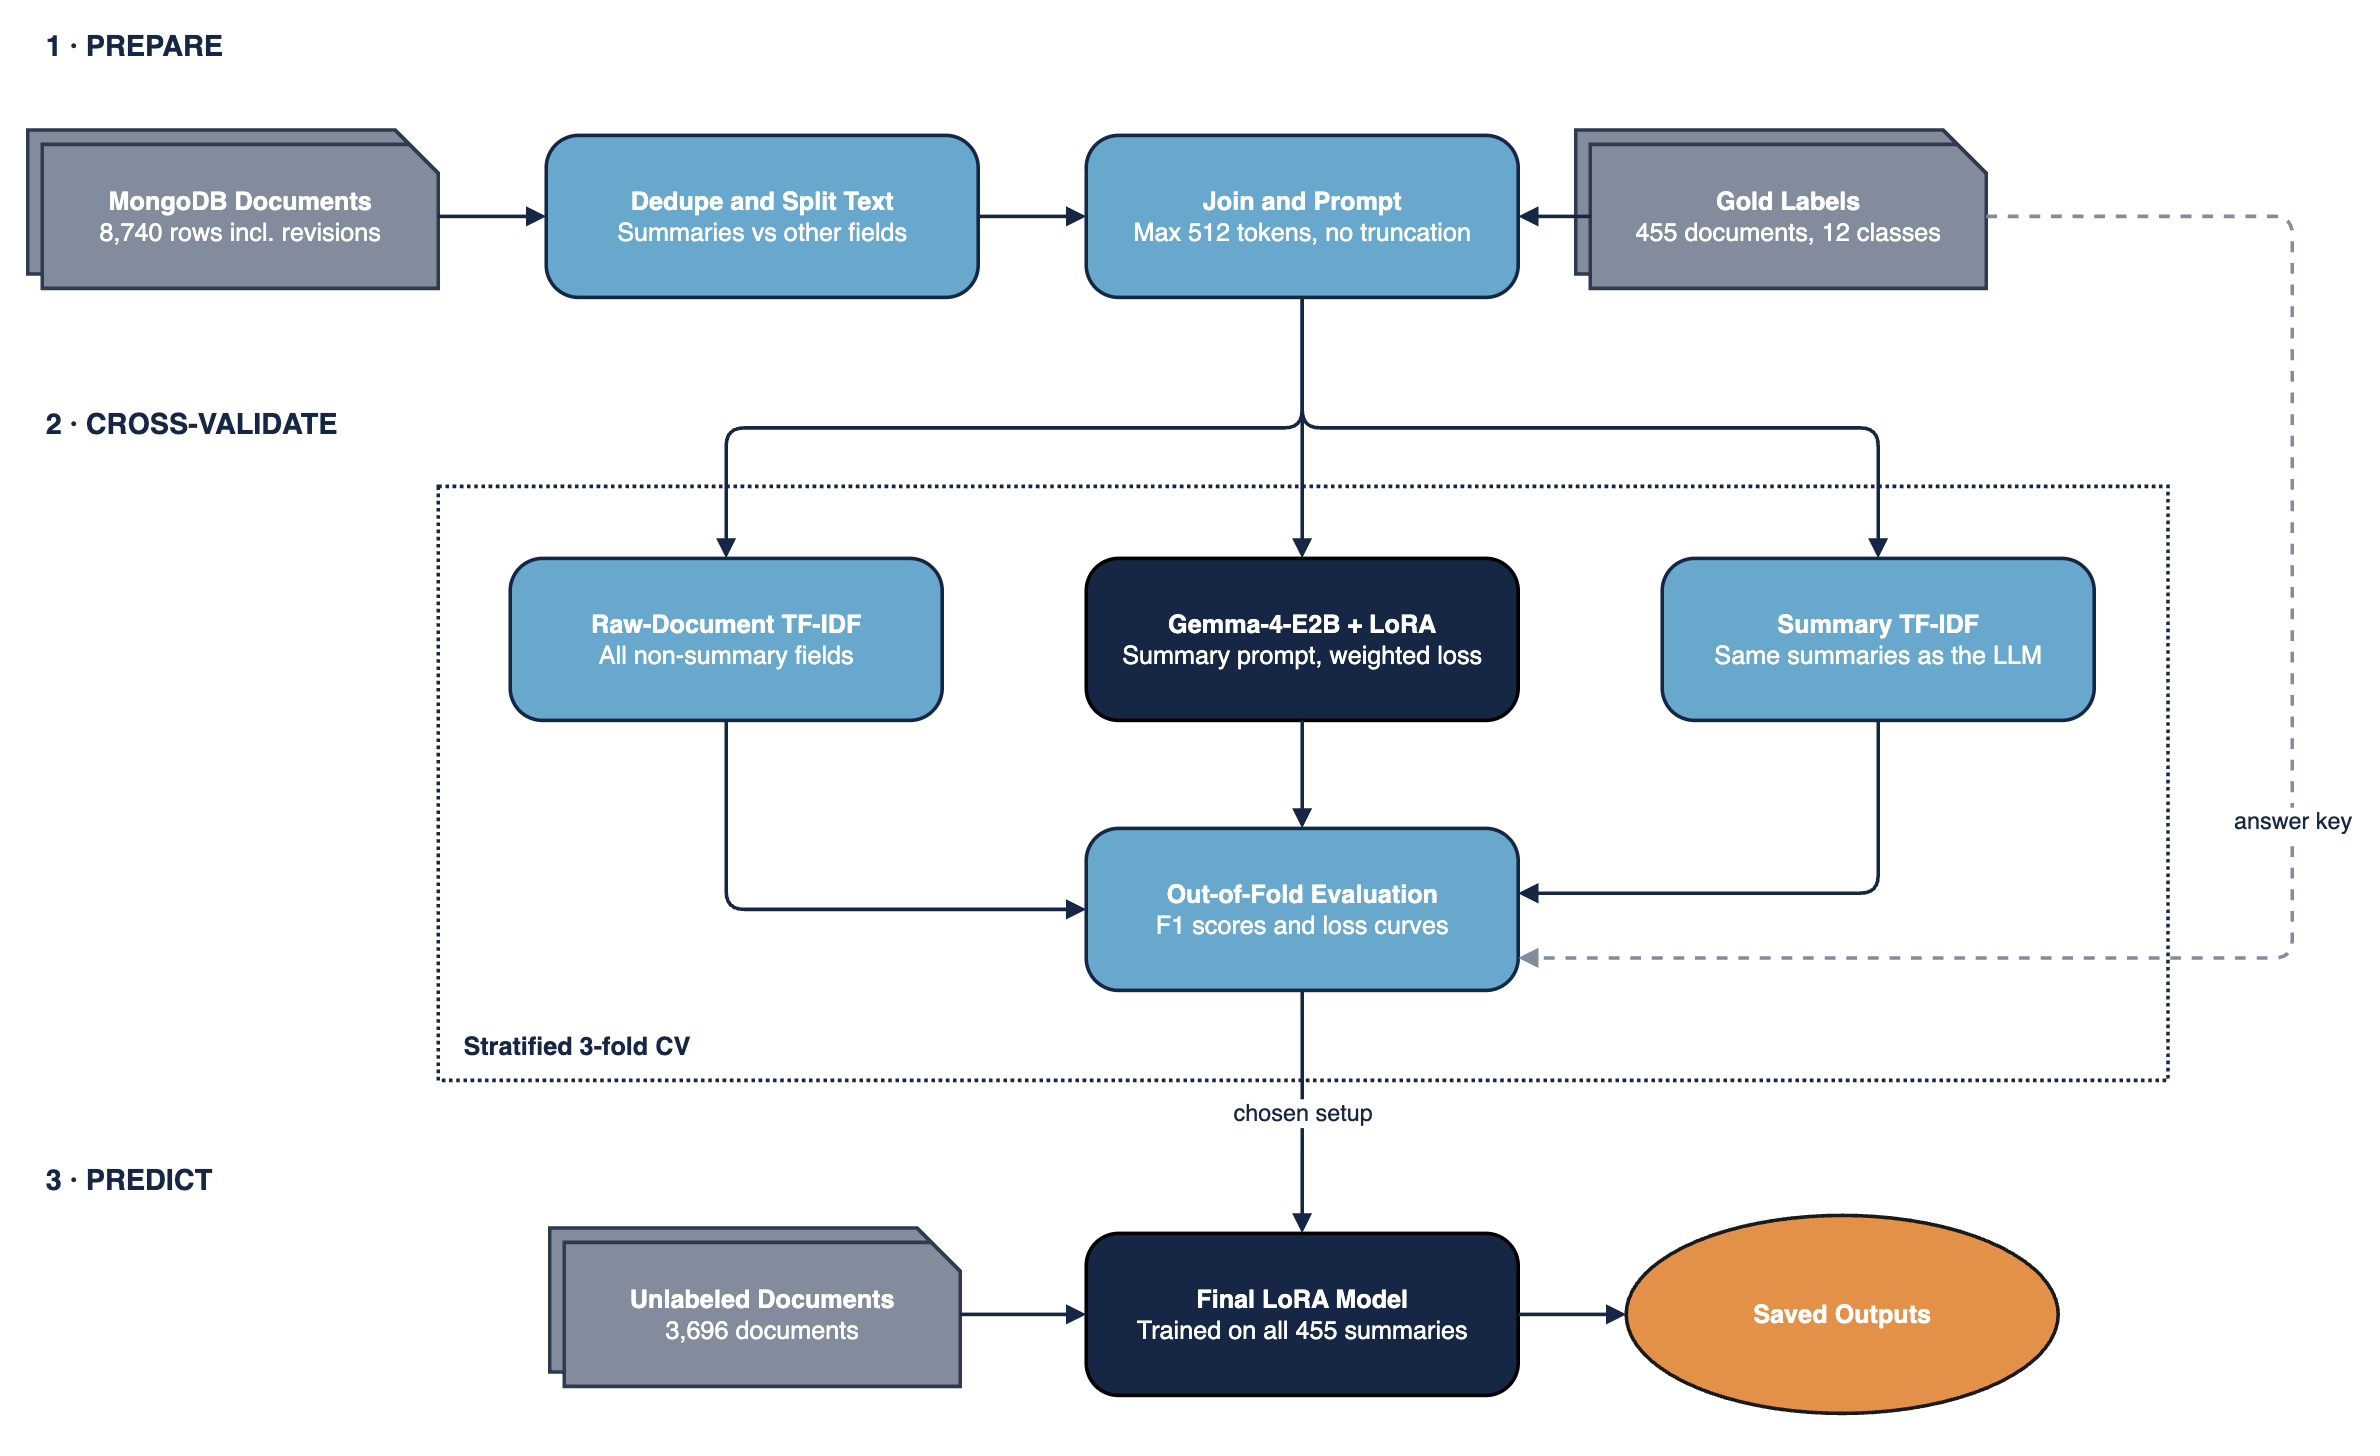 1 · PREPARE
MongoDB Documents
8,740 rows incl. revisions
Dedupe and Split Text
Summaries vs other fields
Join and Prompt
Max 512 tokens, no truncation
Gold Labels
455 documents, 12 classes
2 · CROSS-VALIDATE
Raw-Document TF-IDF
All non-summary fields
Gemma-4-E2B + LoRA
Summary prompt, weighted loss
Summary TF-IDF
Same summaries as the LLM
answer key
Out-of-Fold Evaluation
F1 scores and loss curves
Stratified 3-fold CV
chosen setup
3 · PREDICT
Unlabeled Documents
3,696 documents
Final LoRA Model
Trained on all 455 summaries
Saved Outputs